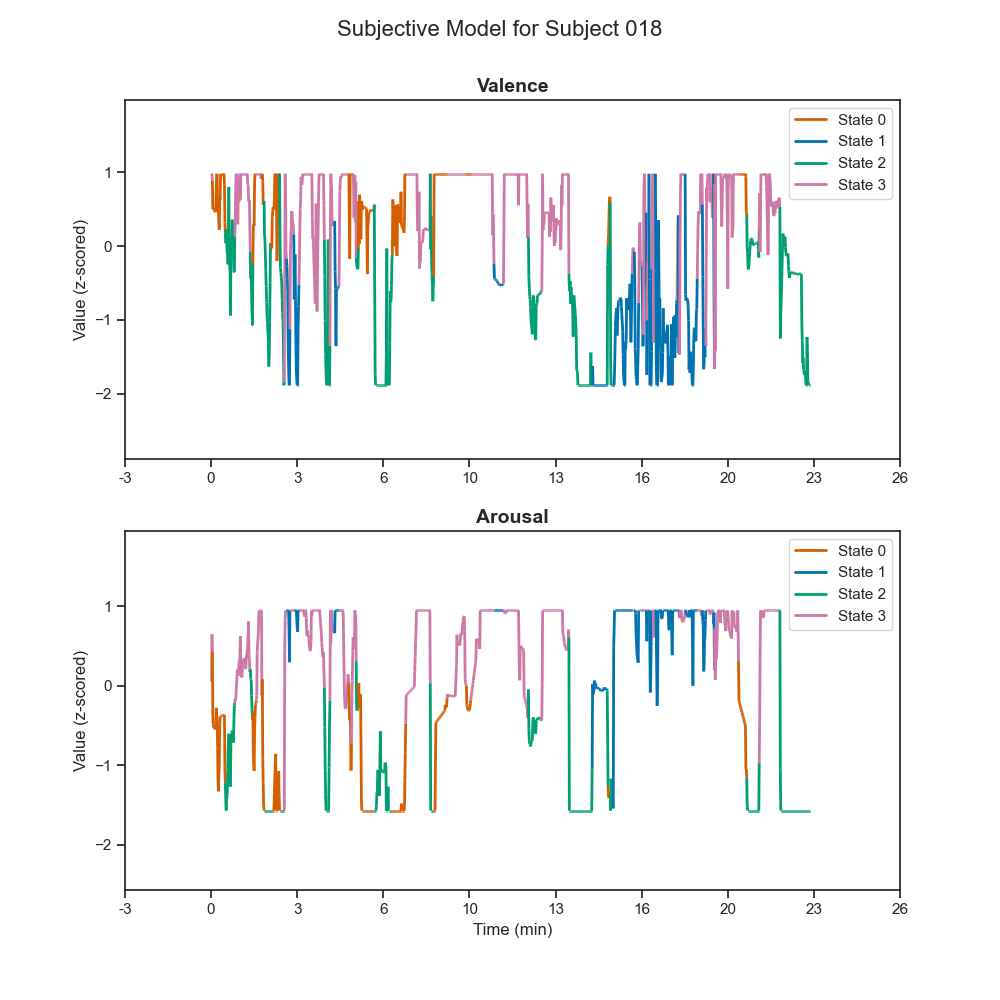 Subjective Model for Subject 018
Valence
Value (z-scored)
1
0
−1
−2
-3 0 3 6 10 13 16 20 23 26
State 0
State 1
State 2
State 3
Arousal
Value (z-scored)
1
0
−1
−2
-3 0 3 6 10 13 16 20 23 26
Time (min)
State 0
State 1
State 2
State 3